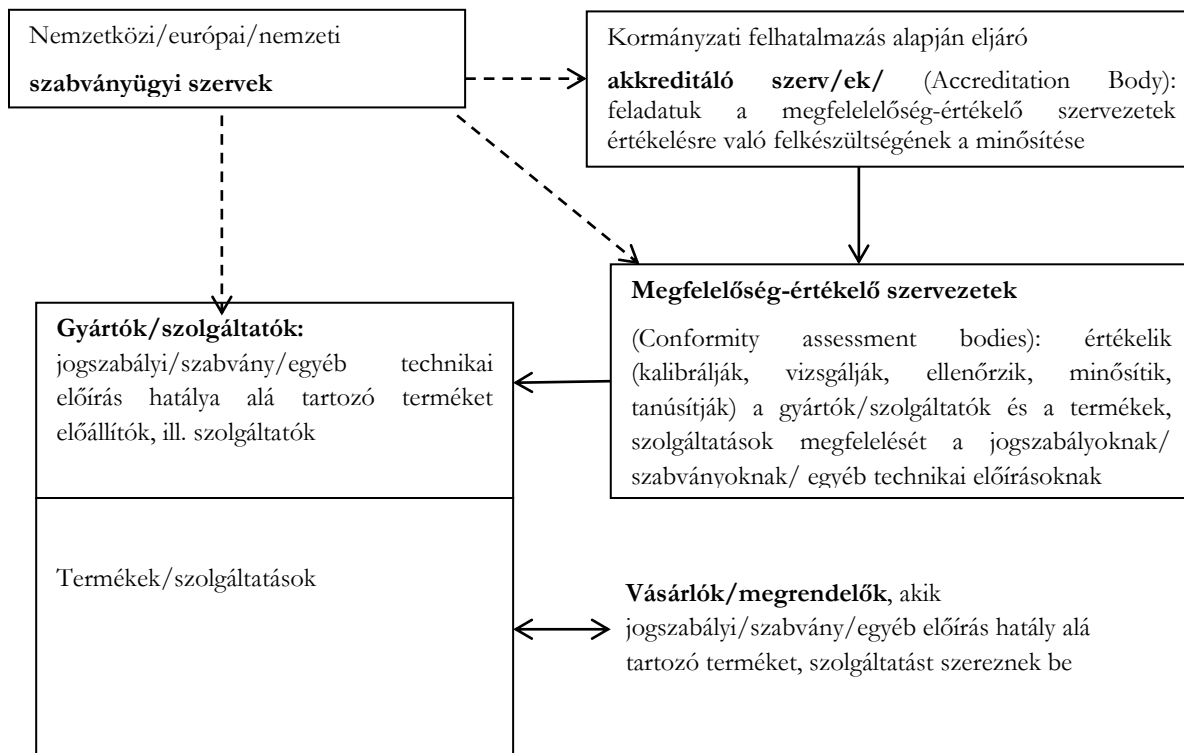 Nemzetközi/európai/nemzeti
szabványügyi szervek
Kormányzati felhatalmazás alapján eljáró
akkreditáló szerv/ek/ (Accreditation Body):
feladatuk a megfelelelőség-értékelő szervezetek
értékelésre való felkészültségének a minősítése
Megfelelőség-értékelő szervezetek
(Conformity assessment bodies): értékelik
(kalibrálják, vizsgálják, ellenőrzik, minősítik,
tanúsítják) a gyártók/szolgáltatók és a termékek,
szolgáltatások megfelelését a jogszabályoknak/
szabványoknak/ egyéb technikai előírásoknak
Gyártók/szolgáltatók:
jogszabályi/szabvány/egyéb technikai
előírás hatálya alá tartozó terméket
előállítók, ill. szolgáltatók
Termékek/szolgáltatások
Vásárlók/megrendelők, akik
jogszabályi/szabvány/egyéb előírás hatály alá
tartozó terméket, szolgáltatást szereznek be